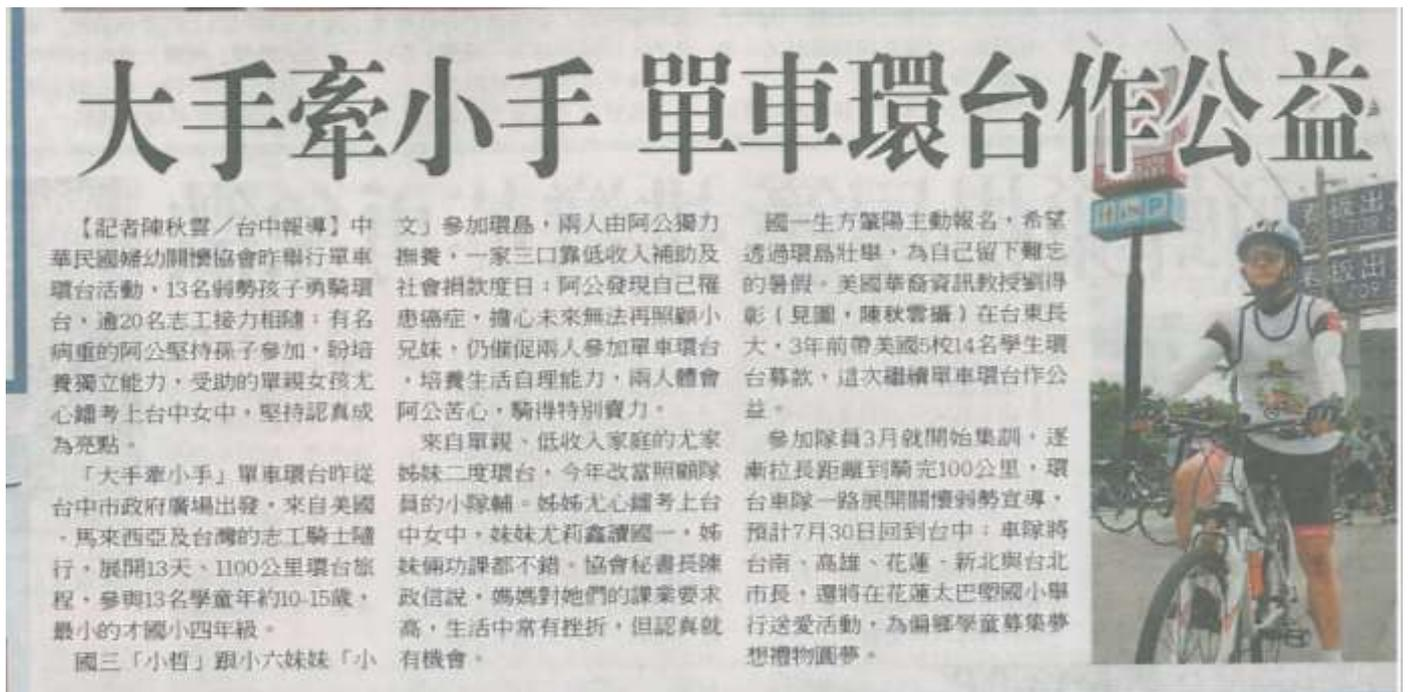 大手牽小手 單車環台作公益
【記者陳秋雲／台中報導】中
華民國婦幼關懷協會昨舉行單車
環台活動，13名弱勢孩子勇騎環
台，逾20名志工接力相隨；有名
病重的阿公堅持孫子參加，盼培
養獨立能力，受助的單親女孩尤
心鐳考上台中女中，堅持認真成
為亮點。
「大手牽小手」單車環台昨從
台中市政府廣場出發，來自美國
、馬來西亞及台灣的志工騎士隨
行，展開13天、1100公里環台旅
程，參與13名學童年約10-15歲，
最小的才國小四年級。
國三「小哲」跟小六妹妹「小
文」參加環島，兩人由阿公獨力
撫養，一家三口靠低收入補助及
社會捐款度日；阿公發現自己罹
患癌症，擔心未來無法再照顧小
兄妹，仍催促兩人參加單車環台
，培養生活自理能力，兩人體會
阿公苦心，騎得特別賣力。
來自單親、低收入家庭的尤家
姊妹二度環台，今年改當照顧隊
員的小隊輔。姊姊尤心鐳考上台
中女中，妹妹尤莉鑫讀國一，姊
妹倆功課都不錯。協會秘書長陳
政信說，媽媽對她們的課業要求
高，生活中常有挫折，但認真就
有機會。
國一生方肇陽主動報名，希望
透過環島壯舉，為自己留下難忘
的暑假。美國華裔資訊教授劉得
彰（見圖，陳秋雲攝）在台東長
大，3年前帶美國5校14名學生環
台募款，這次繼續單車環台作公
益。
參加隊員3月就開始集訓，逐
漸拉長距離到騎完100公里，環
台車隊一路展開關懷弱勢宣導，
預計7月30日回到台中；車隊將
台南、高雄、花蓮、新北與台北
市長，還將在花蓮太巴塱國小舉
行送愛活動，為偏鄉學童募集夢
想禮物圓夢。